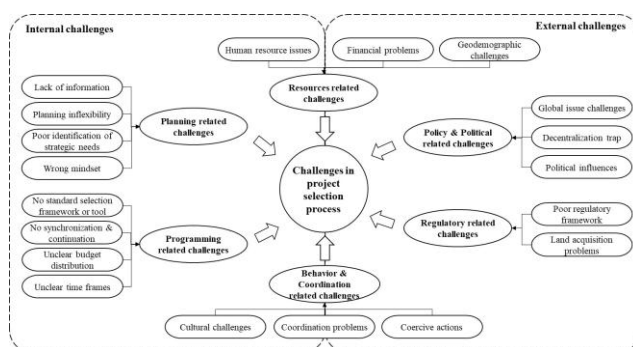 Internal challenges
External challenges
Human resource issues
Financial problems
Geodemographic
challenges
Resources related
challenges
Lack of information
Planning inflexibility
Poor identification of
strategic needs
Wrong mindset
Planning related
challenges
Policy & Political
related challenges
Global issue challenges
Decentralization trap
Political influences
Challenges in
project
selection
process
No standard selection
framework or tool
No synchronization &
continuation
Unclear budget
distribution
Unclear time frames
Programming
related challenges
Regulatory related
challenges
Poor regulatory
framework
Land acquisition
problems
Behavior &
Coordination
related challenges
Cultural challenges
Coordination problems
Coercive actions